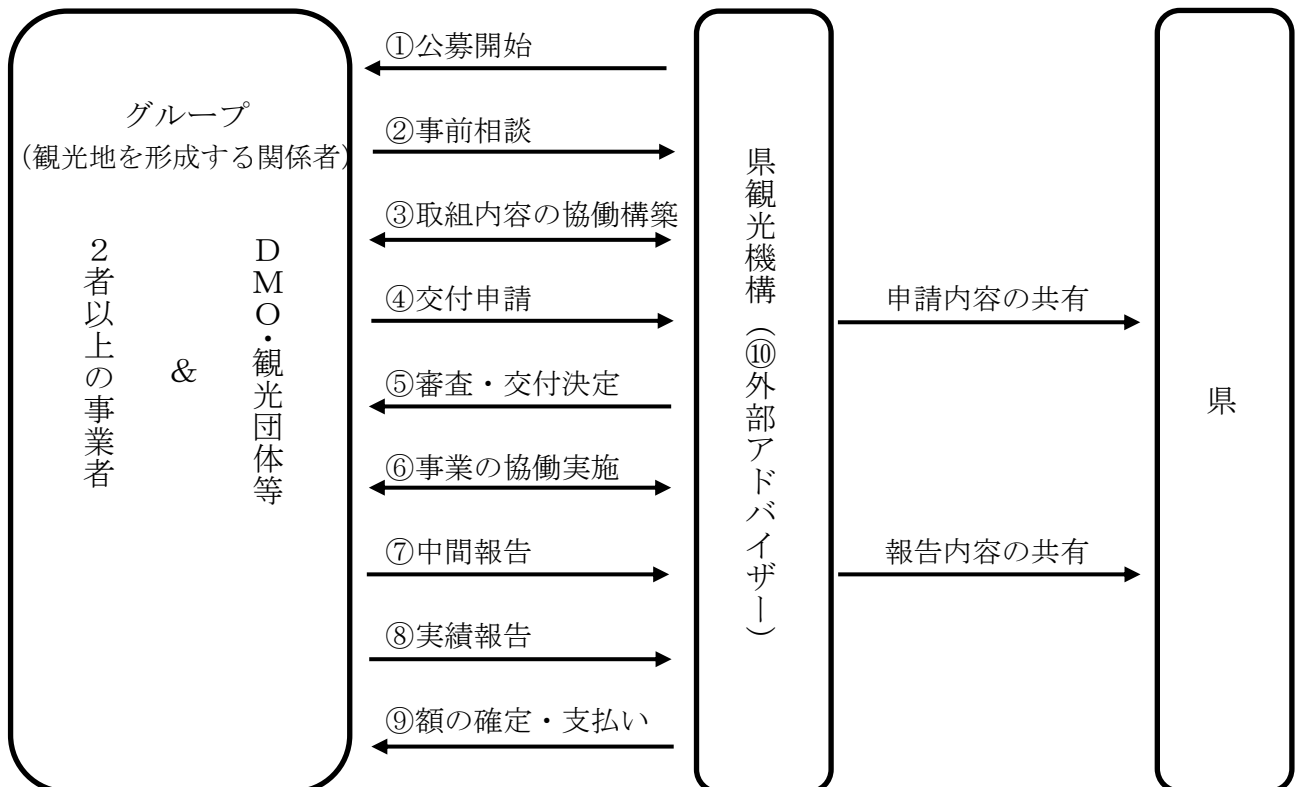 グループ
（観光地を形成する関係者）
２者以上の事業者
＆
ＤＭＯ・観光団体等
①公募開始
②事前相談
③取組内容の協働構築
④交付申請
⑤審査・交付決定
⑥事業の協働実施
⑦中間報告
⑧実績報告
⑨額の確定・支払い
県観光機構（⑩外部アドバイザー）
申請内容の共有
報告内容の共有
県